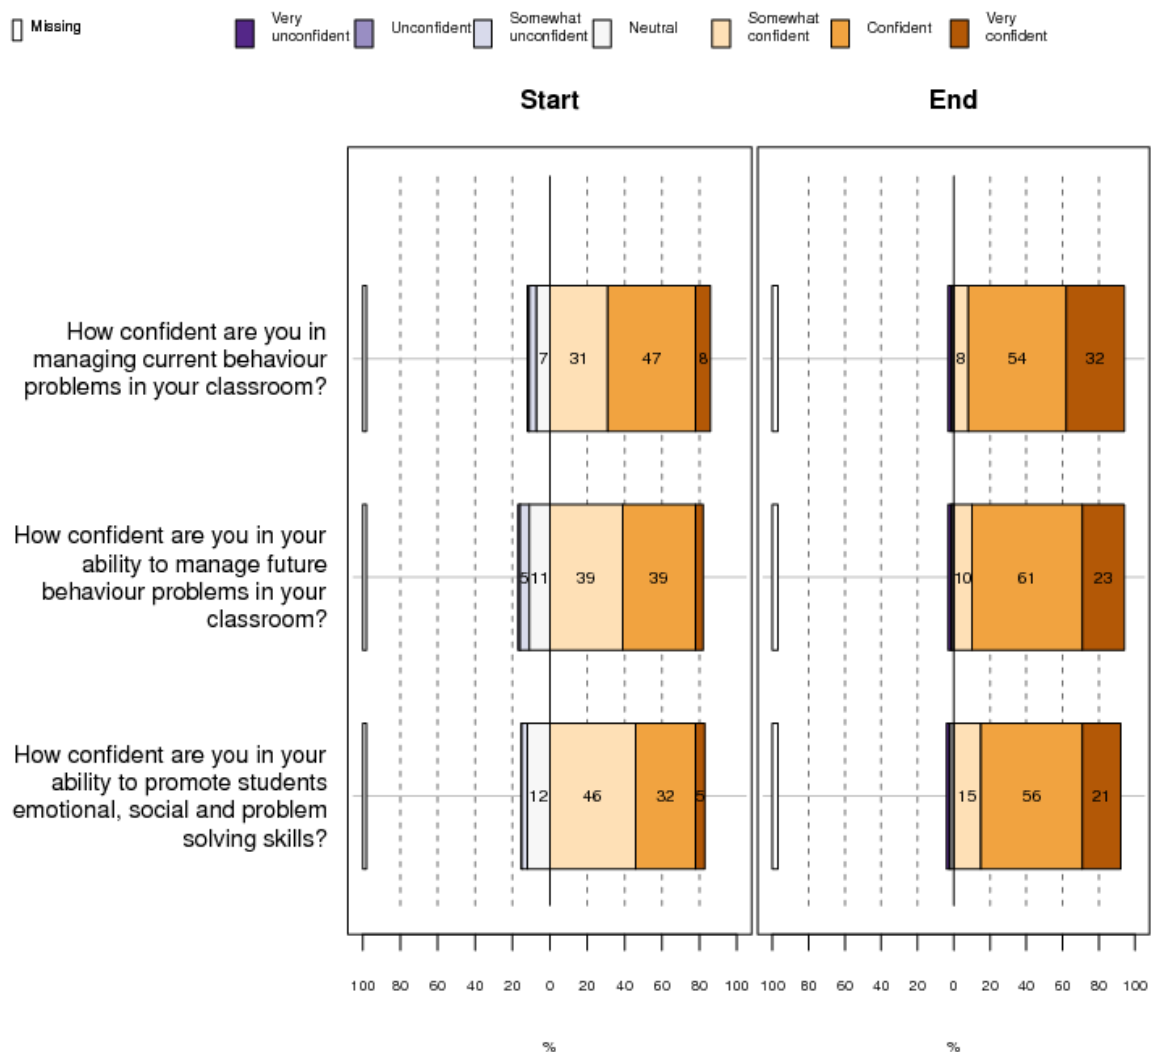 Missing
Very unconfident
Unconfident
Somewhat unconfident
Neutral
Somewhat confident
Confident
Very confident
Start
End
How confident are you in
managing current behaviour
problems in your classroom?
7 31 47 8
8 54 32
How confident are you in your
ability to manage future
behaviour problems in your
classroom?
5 11 39 39
10 61 23
How confident are you in your
ability to promote students
emotional, social and problem
solving skills?
12 46 32 5
15 56 21
100 80 60 40 20 0 20 40 60 80 100
100 80 60 40 20 0 20 40 60 80 100
%
%